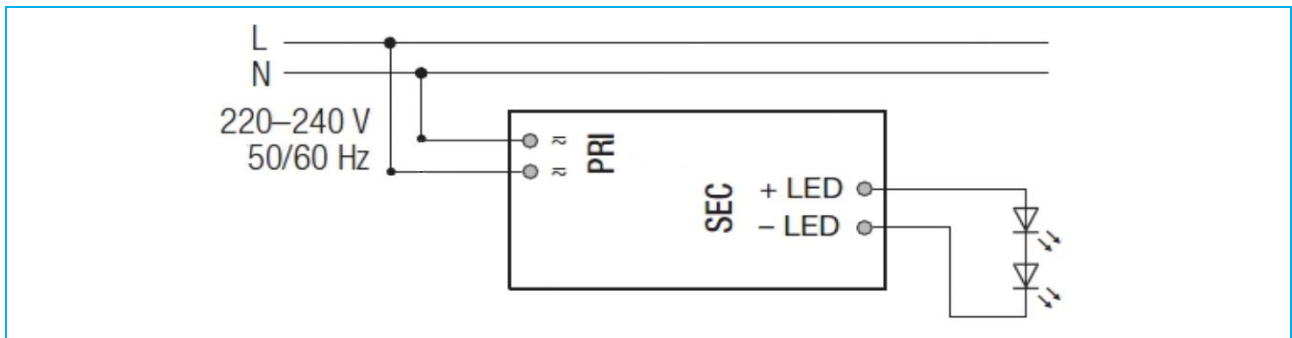 L
N
220–240 V
50/60 Hz
≂ PRI
≂
SEC
+ LED
– LED